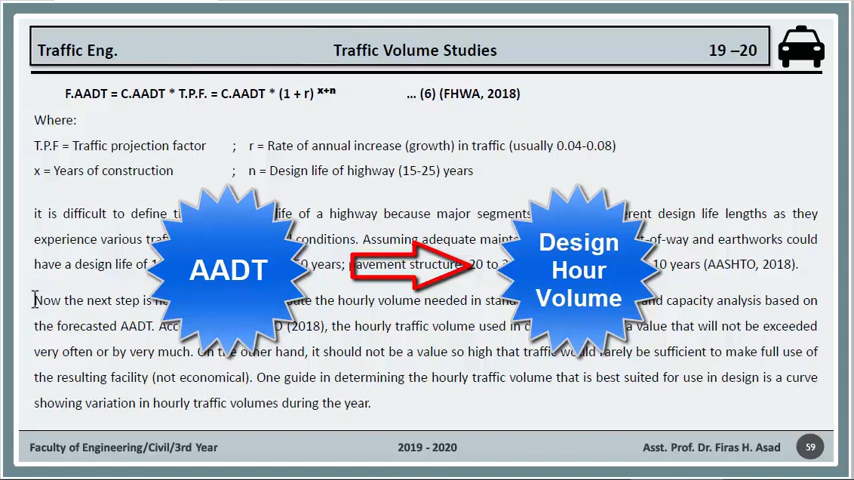 Traffic Eng. Traffic Volume Studies 19 –20
F.AADT = C.AADT * T.P.F. = C.AADT * (1 + r) x+n ... (6) (FHWA, 2018)
Where:
T.P.F = Traffic projection factor ; r = Rate of annual increase (growth) in traffic (usually 0.04-0.08)
x = Years of construction ; n = Design life of highway (15-25) years
it is difficult to define life of a highway because major segments design life lengths as they
experience various conditions. Assuming adequate -of-way and earthworks could
have a design life of years; pavement structure, 20 to 10 years (AASHTO, 2018).
Now the next step is the hourly volume needed in and capacity analysis based on
the forecasted AADT. (2018), the hourly traffic volume used in a value that will not be exceeded
very often or by very much. On the other hand, it should not be a value so high that traffic would rarely be sufficient to make full use of
the resulting facility (not economical). One guide in determining the hourly traffic volume that is best suited for use in design is a curve
showing variation in hourly traffic volumes during the year.
AADT
Design
Hour
Volume
Faculty of Engineering/Civil/3rd Year 2019 - 2020 Asst. Prof. Dr. Firas H. Asad 59